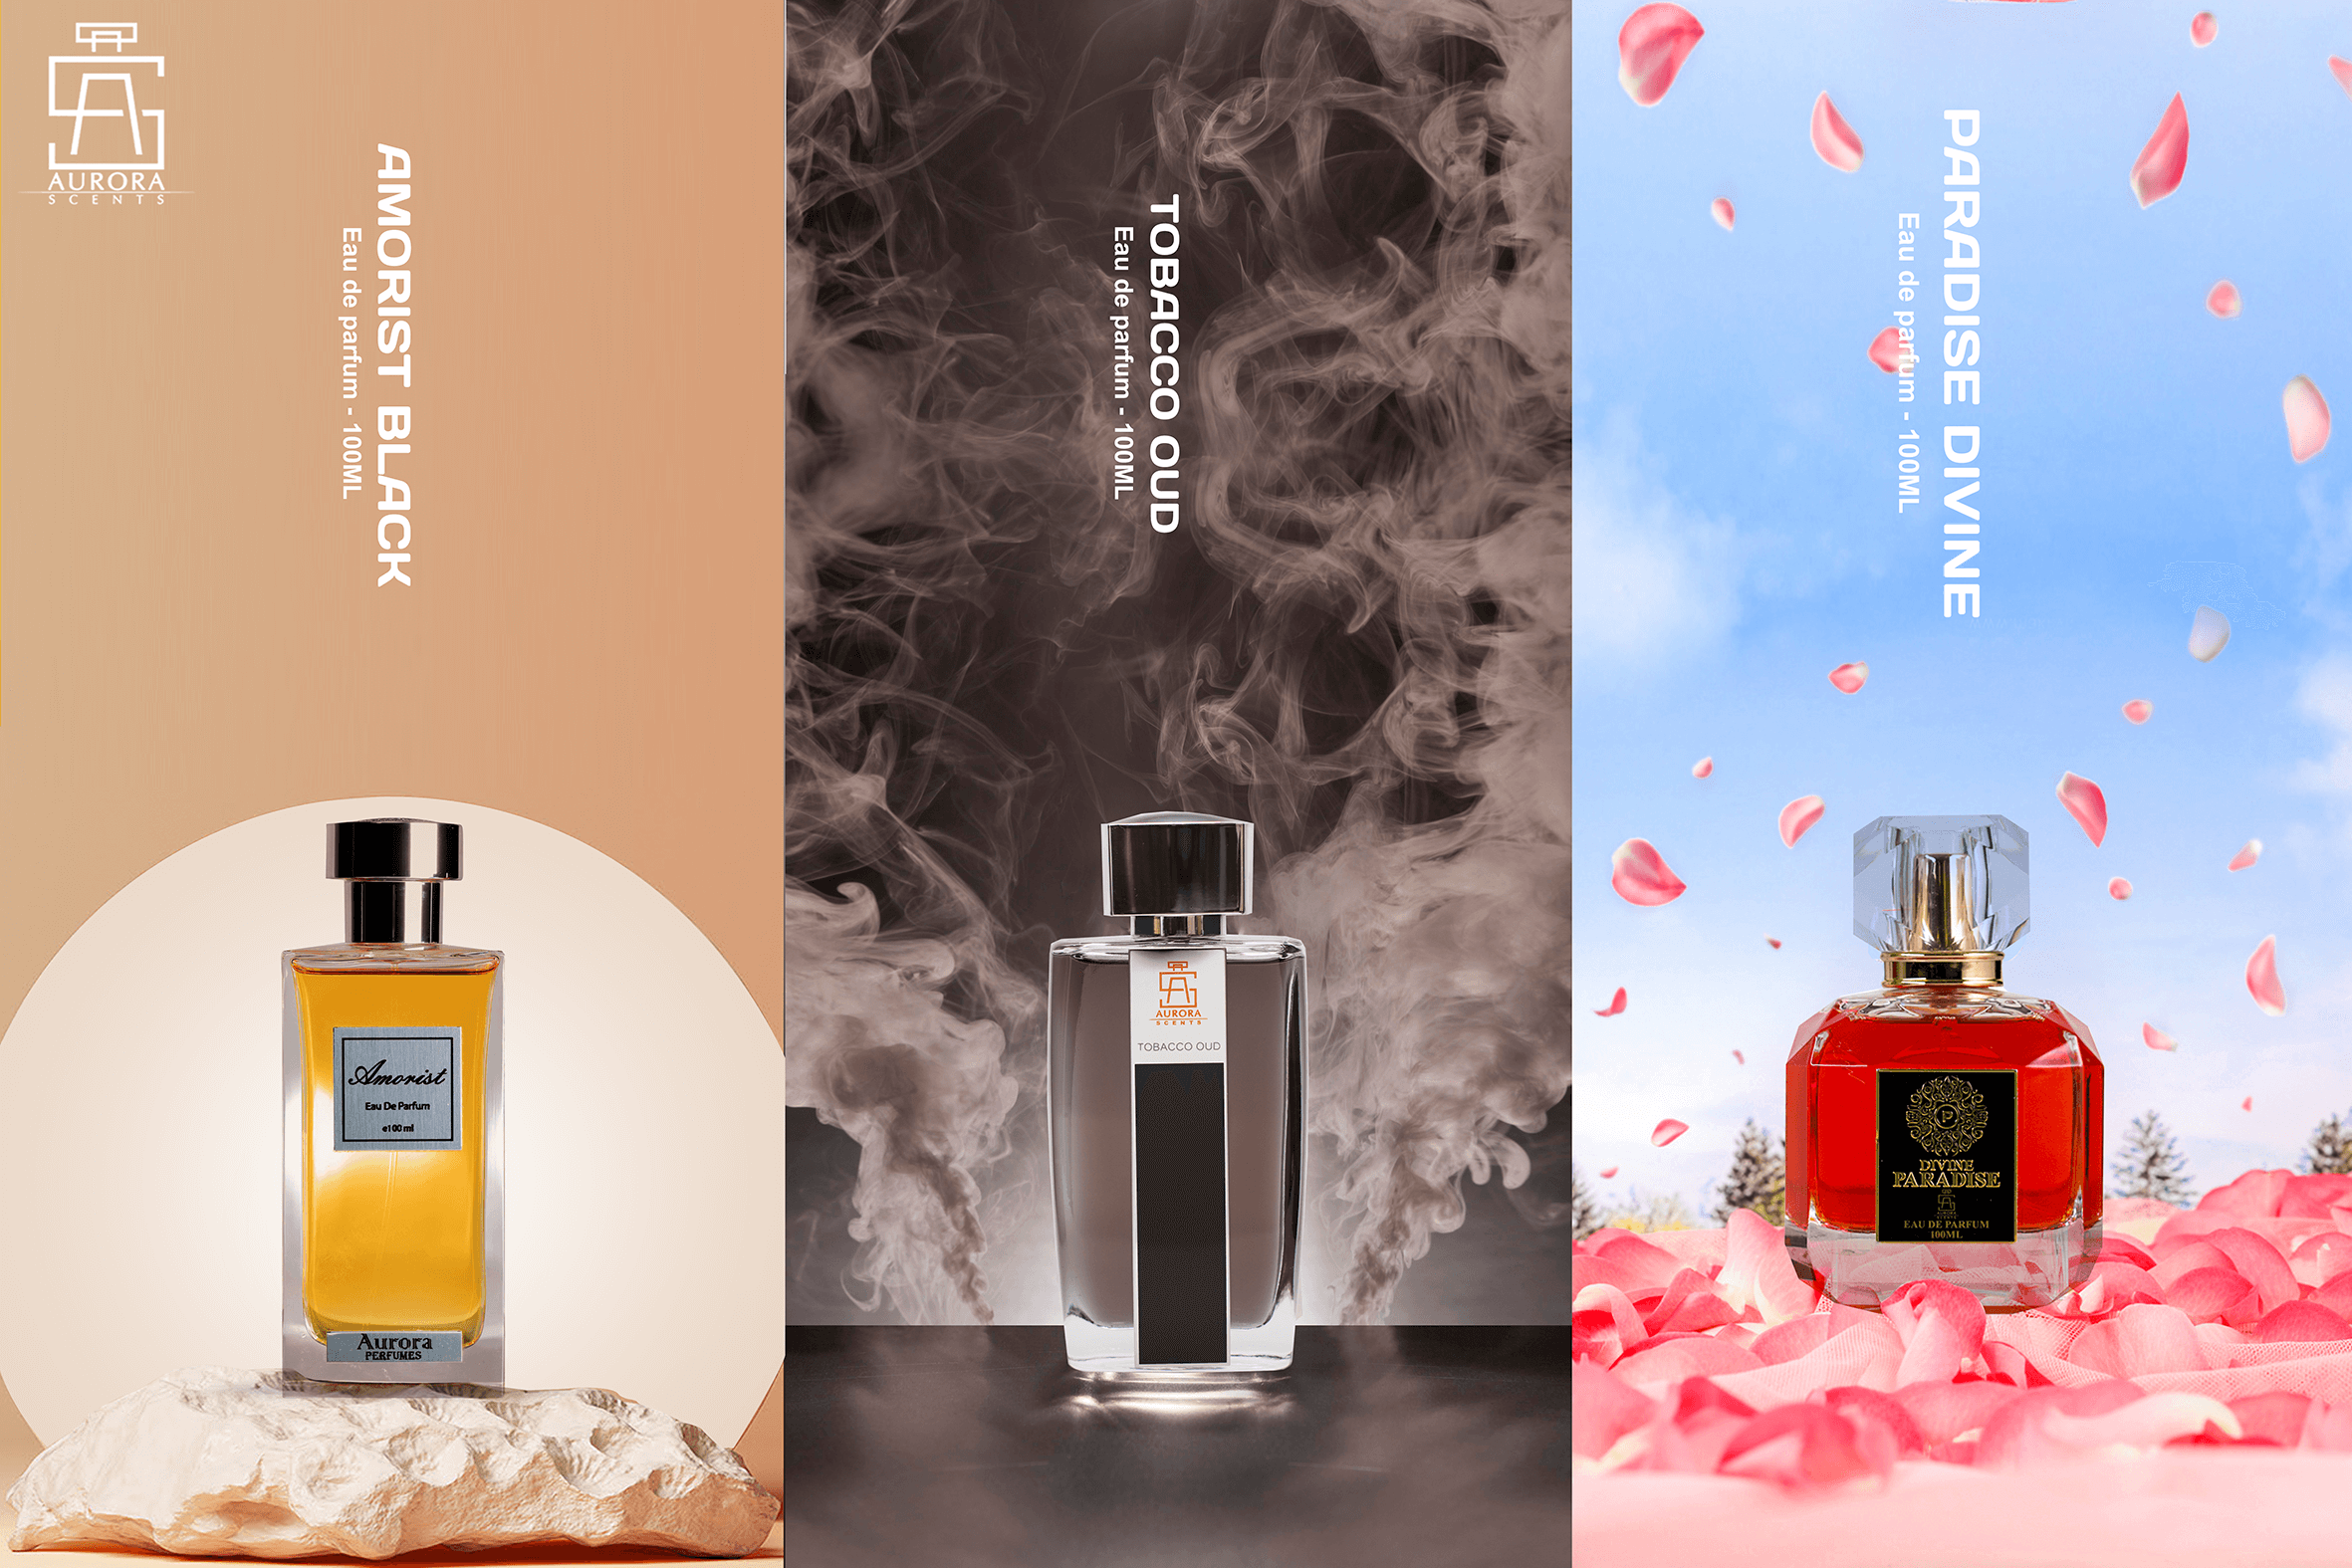 AURORA
SCENTS
AMORIST BLACK
Eau de parfum - 100ML
Amorist
Eau De Parfum
e100 ml
Aurora
PERFUMES
TOBACCO OUD
Eau de parfum - 100ML
AURORA
SCENTS
TOBACCO OUD
PARADISE DIVINE
Eau de parfum - 100ML
P
DIVINE
PARADISE
AURORA
SCENTS
EAU DE PARFUM
100ML